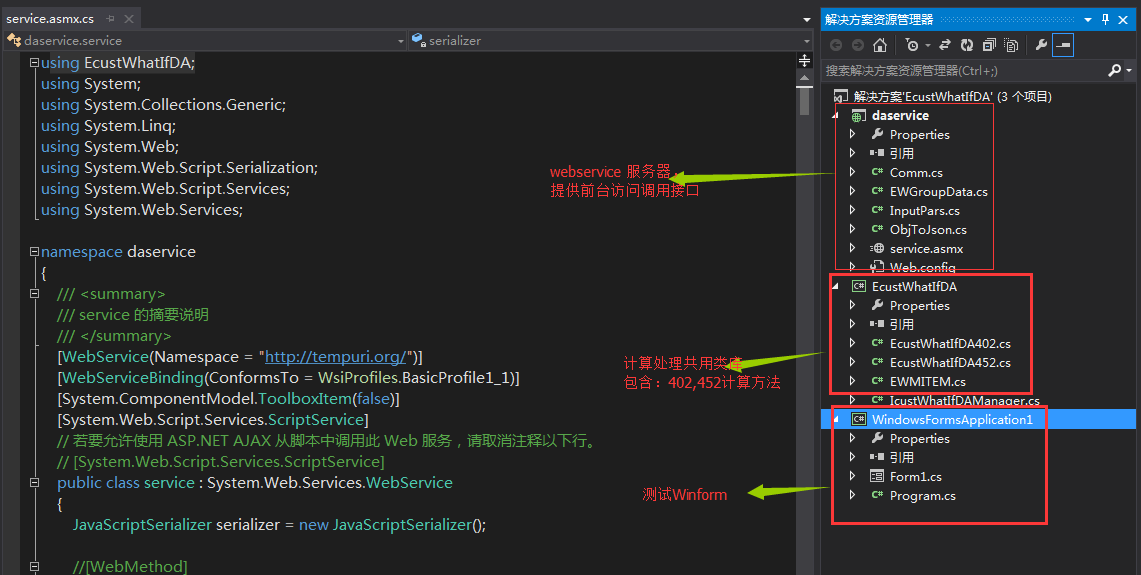 service.asmx.cs
daservice.service
serializer
using EcustWhatIfDA;
using System;
using System.Collections.Generic;
using System.Linq;
using System.Web;
using System.Web.Script.Serialization;
using System.Web.Script.Services;
using System.Web.Services;
namespace daservice
{
/// <summary>
/// service 的摘要说明
/// </summary>
[WebService(Namespace = "http://tempuri.org/")]
[WebServiceBinding(ConformsTo = WsiProfiles.BasicProfile1_1)]
[System.ComponentModel.ToolboxItem(false)]
[System.Web.Script.Services.ScriptService]
// 若要允许使用 ASP.NET AJAX 从脚本中调用此 Web 服务，请取消注释以下行。
// [System.Web.Script.Services.ScriptService]
public class service : System.Web.Services.WebService
{
JavaScriptSerializer serializer = new JavaScriptSerializer();
//[WebMethod]
webservice 服务器，
提供前台访问调用接口
计算处理共用类库
包含：402,452计算方法
测试Winform
解决方案资源管理器
搜索解决方案资源管理器(Ctrl+;)
解决方案'EcustWhatIfDA' (3 个项目)
daservice
Properties
引用
Comm.cs
EWGroupData.cs
InputPars.cs
ObjToJson.cs
service.asmx
Web.config
EcustWhatIfDA
Properties
引用
EcustWhatIfDA402.cs
EcustWhatIfDA452.cs
EWMITEM.cs
IcustWhatIfDAManager.cs
WindowsFormsApplication1
Properties
引用
Form1.cs
Program.cs